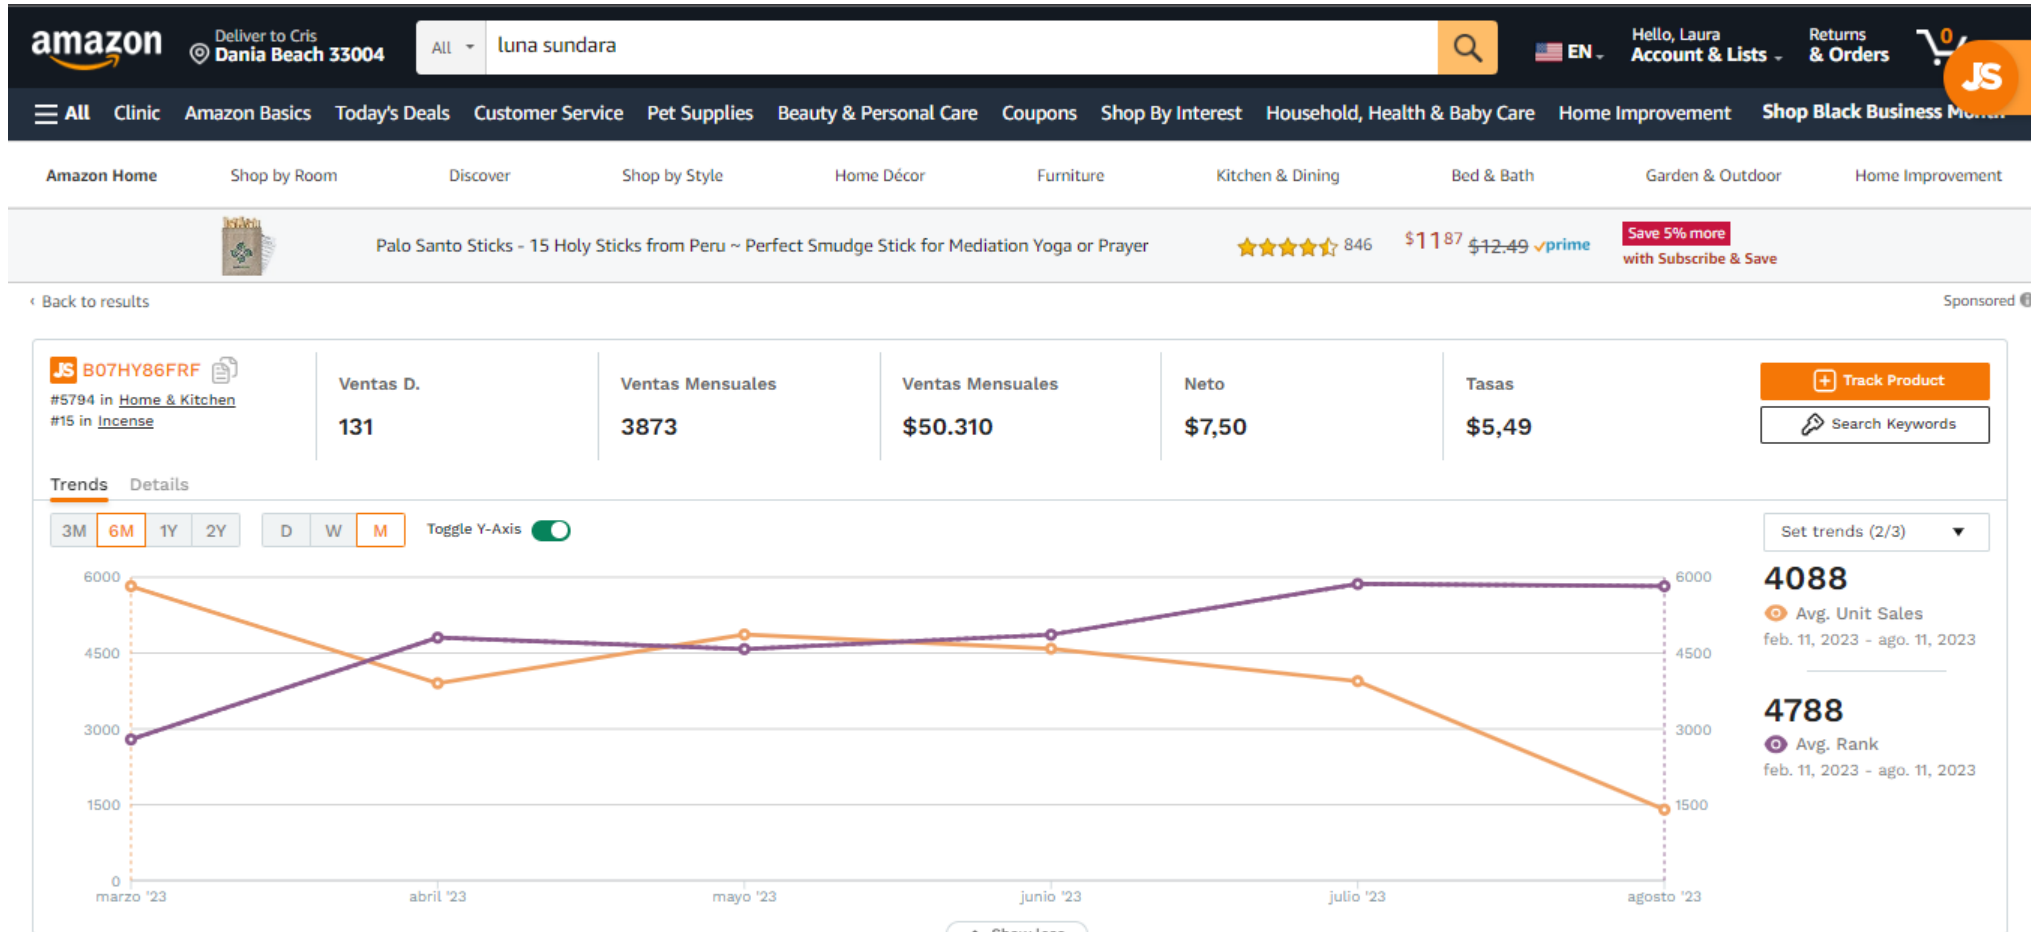 amazon
Deliver to Cris
Dania Beach 33004
All
luna sundara
EN
Hello, Laura
Account & Lists
Returns
& Orders
0
JS
All Clinic Amazon Basics Today's Deals Customer Service Pet Supplies Beauty & Personal Care Coupons Shop By Interest Household, Health & Baby Care Home Improvement Shop Black Business Month
Amazon Home Shop by Room Discover Shop by Style Home Décor Furniture Kitchen & Dining Bed & Bath Garden & Outdoor Home Improvement
Palo Santo Sticks - 15 Holy Sticks from Peru ~ Perfect Smudge Stick for Mediation Yoga or Prayer
846
$11 87 $12.49 prime
Save 5% more
with Subscribe & Save
‹ Back to results
Sponsored
JS B07HY86FRF
#5794 in Home & Kitchen
#15 in Incense
Ventas D.
131
Ventas Mensuales
3873
Ventas Mensuales
$50.310
Neto
$7,50
Tasas
$5,49
Track Product
Search Keywords
Trends Details
3M 6M 1Y 2Y D W M Toggle Y-Axis
Set trends (2/3)
6000
4500
3000
1500
0
6000
4500
3000
1500
marzo '23 abril '23 mayo '23 junio '23 julio '23 agosto '23
4088
Avg. Unit Sales
feb. 11, 2023 - ago. 11, 2023
4788
Avg. Rank
feb. 11, 2023 - ago. 11, 2023
Show less